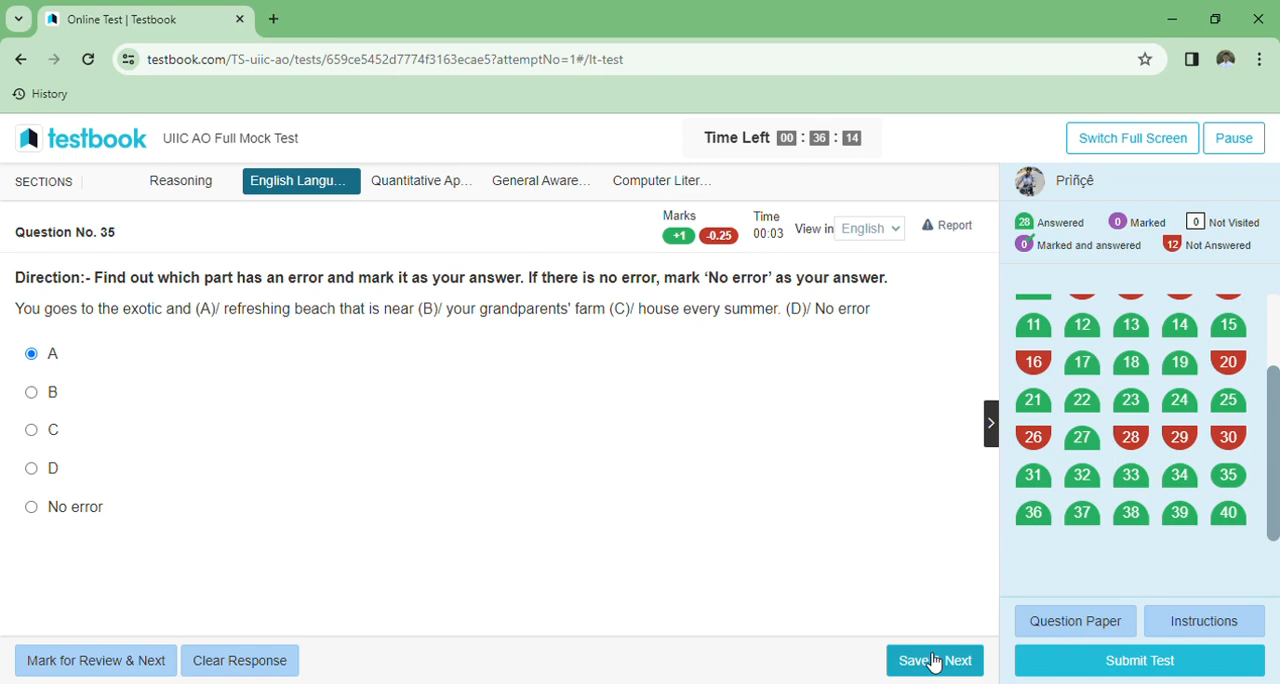 Online Test | Testbook
testbook.com/TS-uiic-ao/tests/659ce5452d7774f3163ecae5?attemptNo=1#/lt-test
History
testbook UIIC AO Full Mock Test Time Left 00 : 36 : 14 Switch Full Screen Pause
SECTIONS Reasoning English Langu... Quantitative Ap... General Aware... Computer Liter... Prïñçê
Question No. 35 Marks +1 -0.25 Time 00:03 View in English Report
28 Answered 0 Marked 0 Not Visited
0 Marked and answered 12 Not Answered
Direction:- Find out which part has an error and mark it as your answer. If there is no error, mark ‘No error’ as your answer.
You goes to the exotic and (A)/ refreshing beach that is near (B)/ your grandparents' farm (C)/ house every summer. (D)/ No error
A
B
C
D
No error
11 12 13 14 15
16 17 18 19 20
21 22 23 24 25
26 27 28 29 30
31 32 33 34 35
36 37 38 39 40
Question Paper Instructions
Mark for Review & Next Clear Response Save Next Submit Test